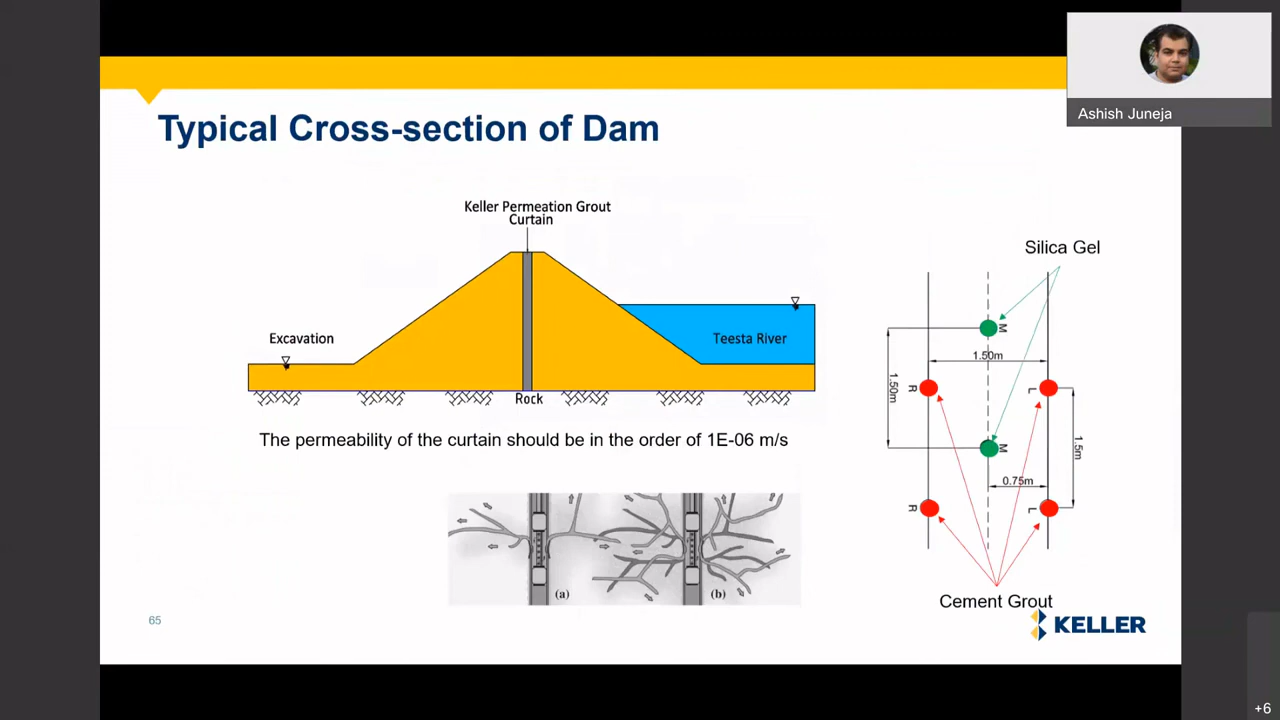 Ashish Juneja
Typical Cross-section of Dam
Keller Permeation Grout
Curtain
Excavation
Teesta River
Rock
The permeability of the curtain should be in the order of 1E-06 m/s
(a)
(b)
Silica Gel
M
1.50m
1.50m
R
L
M
1.5m
0.75m
R
L
Cement Grout
KELLER
65
+6